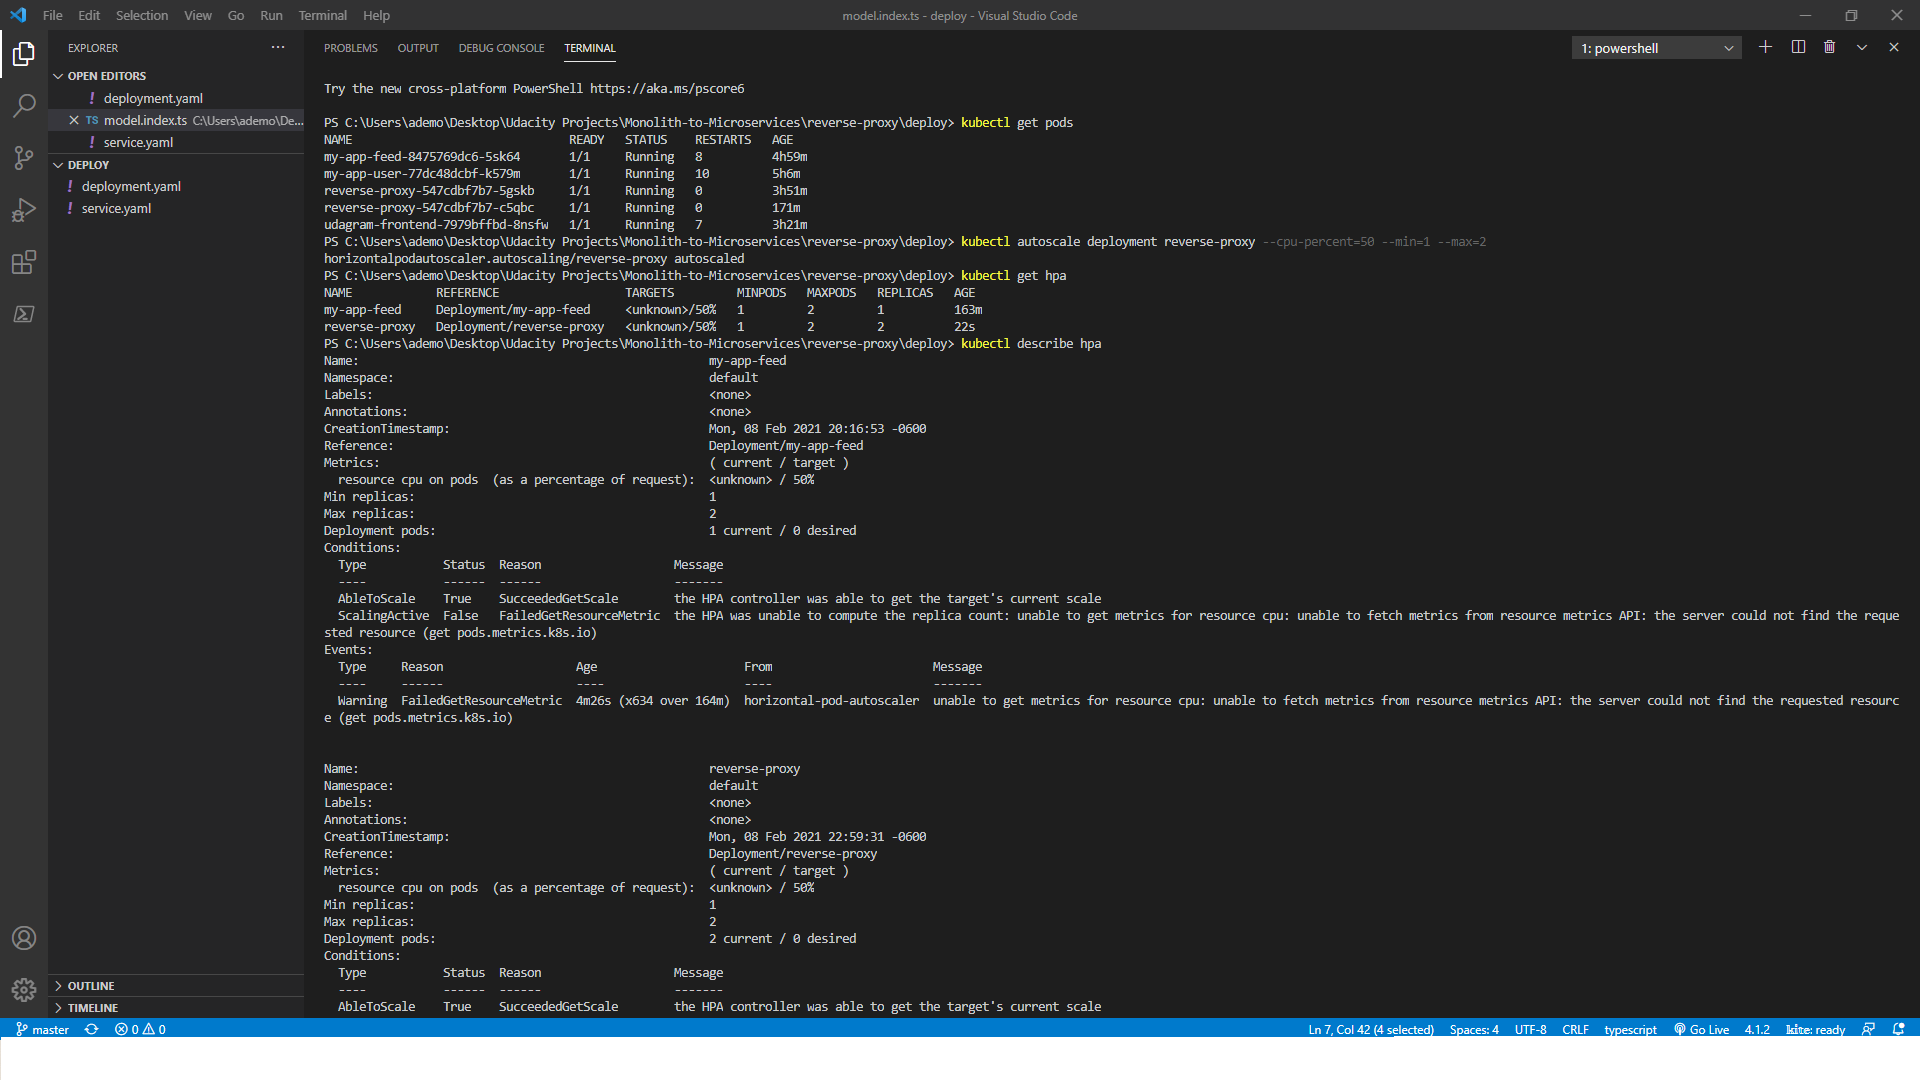 File Edit Selection View Go Run Terminal Help model.index.ts - deploy - Visual Studio Code
EXPLORER
OPEN EDITORS
! deployment.yaml
TS model.index.ts C:\Users\ademo\De...
! service.yaml
DEPLOY
! deployment.yaml
! service.yaml
OUTLINE
TIMELINE
PROBLEMS OUTPUT DEBUG CONSOLE TERMINAL 1: powershell
Try the new cross-platform PowerShell https://aka.ms/pscore6
PS C:\Users\ademo\Desktop\Udacity Projects\Monolith-to-Microservices\reverse-proxy\deploy> kubectl get pods
NAME READY STATUS RESTARTS AGE
my-app-feed-8475769dc6-5sk64 1/1 Running 8 4h59m
my-app-user-77dc48dcbf-k579m 1/1 Running 10 5h6m
reverse-proxy-547cdbf7b7-5gskb 1/1 Running 0 3h51m
reverse-proxy-547cdbf7b7-c5qbc 1/1 Running 0 171m
udagram-frontend-7979bffbd-8nsfw 1/1 Running 7 3h21m
PS C:\Users\ademo\Desktop\Udacity Projects\Monolith-to-Microservices\reverse-proxy\deploy> kubectl autoscale deployment reverse-proxy --cpu-percent=50 --min=1 --max=2
horizontalpodautoscaler.autoscaling/reverse-proxy autoscaled
PS C:\Users\ademo\Desktop\Udacity Projects\Monolith-to-Microservices\reverse-proxy\deploy> kubectl get hpa
NAME REFERENCE TARGETS MINPODS MAXPODS REPLICAS AGE
my-app-feed Deployment/my-app-feed <unknown>/50% 1 2 1 163m
reverse-proxy Deployment/reverse-proxy <unknown>/50% 1 2 2 22s
PS C:\Users\ademo\Desktop\Udacity Projects\Monolith-to-Microservices\reverse-proxy\deploy> kubectl describe hpa
Name: my-app-feed
Namespace: default
Labels: <none>
Annotations: <none>
CreationTimestamp: Mon, 08 Feb 2021 20:16:53 -0600
Reference: Deployment/my-app-feed
Metrics: ( current / target )
resource cpu on pods (as a percentage of request): <unknown> / 50%
Min replicas: 1
Max replicas: 2
Deployment pods: 1 current / 0 desired
Conditions:
Type Status Reason Message
---- ------ ------ -------
AbleToScale True SucceededGetScale the HPA controller was able to get the target's current scale
ScalingActive False FailedGetResourceMetric the HPA was unable to compute the replica count: unable to get metrics for resource cpu: unable to fetch metrics from resource metrics API: the server could not find the reque
sted resource (get pods.metrics.k8s.io)
Events:
Type Reason Age From Message
---- ------ ---- ---- -------
Warning FailedGetResourceMetric 4m26s (x634 over 164m) horizontal-pod-autoscaler unable to get metrics for resource cpu: unable to fetch metrics from resource metrics API: the server could not find the requested resourc
e (get pods.metrics.k8s.io)
Name: reverse-proxy
Namespace: default
Labels: <none>
Annotations: <none>
CreationTimestamp: Mon, 08 Feb 2021 22:59:31 -0600
Reference: Deployment/reverse-proxy
Metrics: ( current / target )
resource cpu on pods (as a percentage of request): <unknown> / 50%
Min replicas: 1
Max replicas: 2
Deployment pods: 2 current / 0 desired
Conditions:
Type Status Reason Message
---- ------ ------ -------
AbleToScale True SucceededGetScale the HPA controller was able to get the target's current scale
master 0 0 Ln 7, Col 42 (4 selected) Spaces: 4 UTF-8 CRLF typescript Go Live 4.1.2 kite: ready